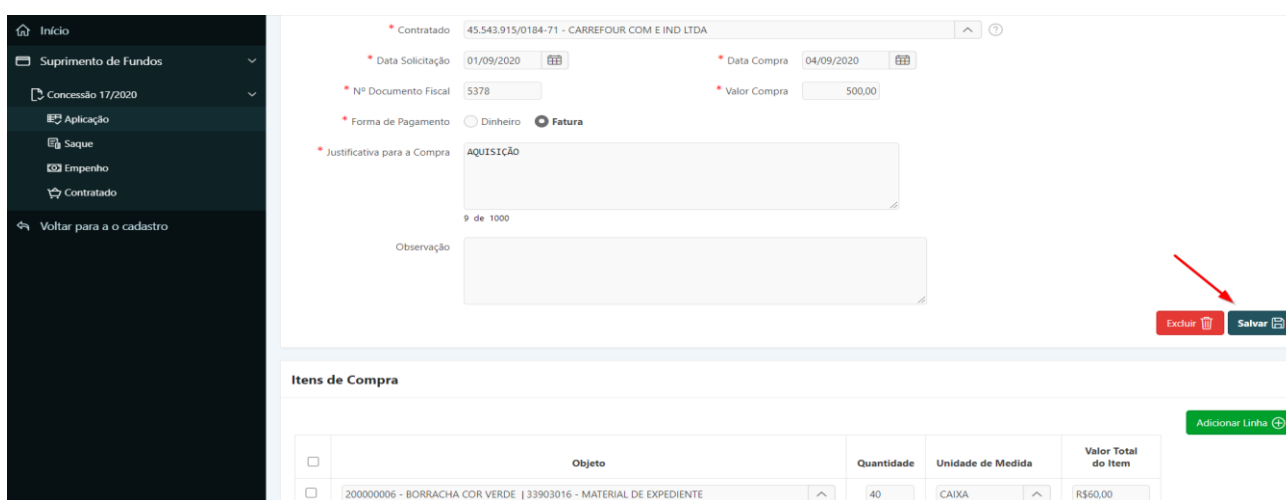 Início
Suprimento de Fundos
Concessão 17/2020
Aplicação
Saque
Empenho
Contratado
Voltar para a o cadastro
* Contratado 45.543.915/0184-71 - CARREFOUR COM E IND LTDA
* Data Solicitação 01/09/2020 * Data Compra 04/09/2020
* Nº Documento Fiscal 5378 * Valor Compra 500,00
* Forma de Pagamento Dinheiro Fatura
* Justificativa para a Compra AQUISIÇÃO
9 de 1000
Observação
Excluir Salvar
Itens de Compra
Adicionar Linha
Objeto Quantidade Unidade de Medida Valor Total do Item
200000006 - BORRACHA COR VERDE | 33903016 - MATERIAL DE EXPEDIENTE 40 CAIXA R$60,00